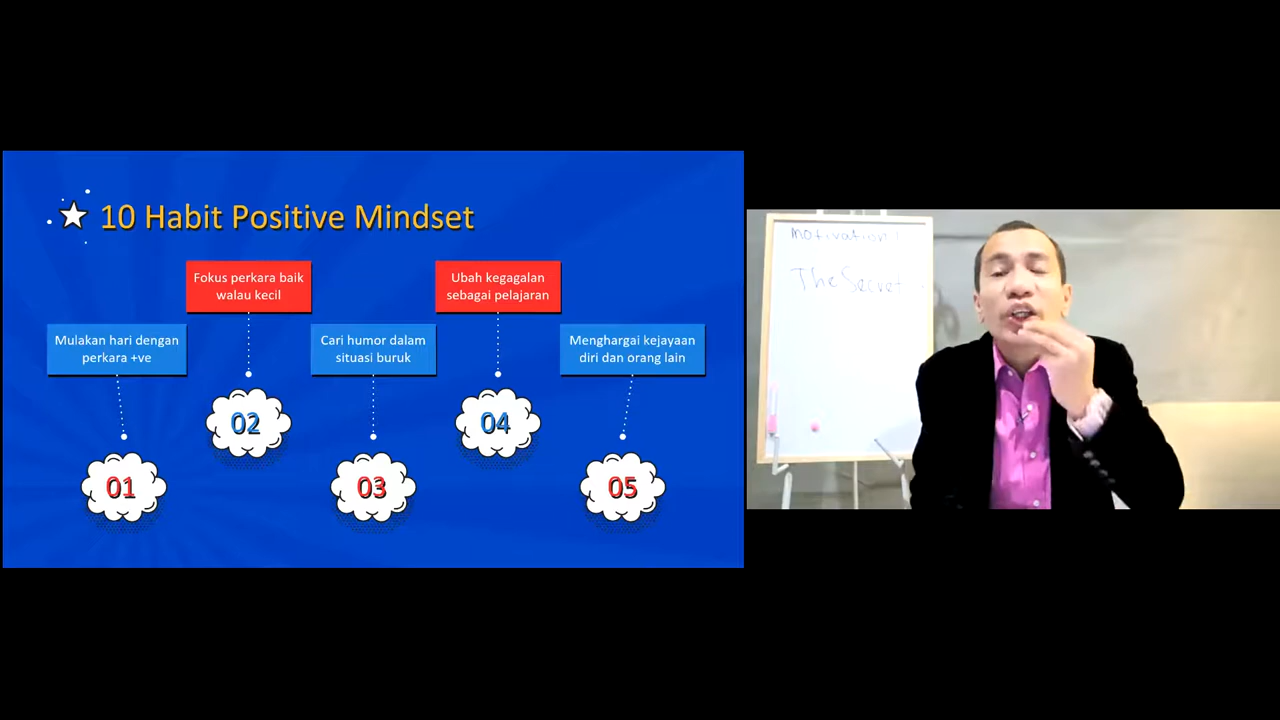 10 Habit Positive Mindset
Mulakan hari dengan
perkara +ve
01
Fokus perkara baik
walau kecil
02
Cari humor dalam
situasi buruk
03
Ubah kegagalan
sebagai pelajaran
04
Menghargai kejayaan
diri dan orang lain
05
motivation!
The Secret